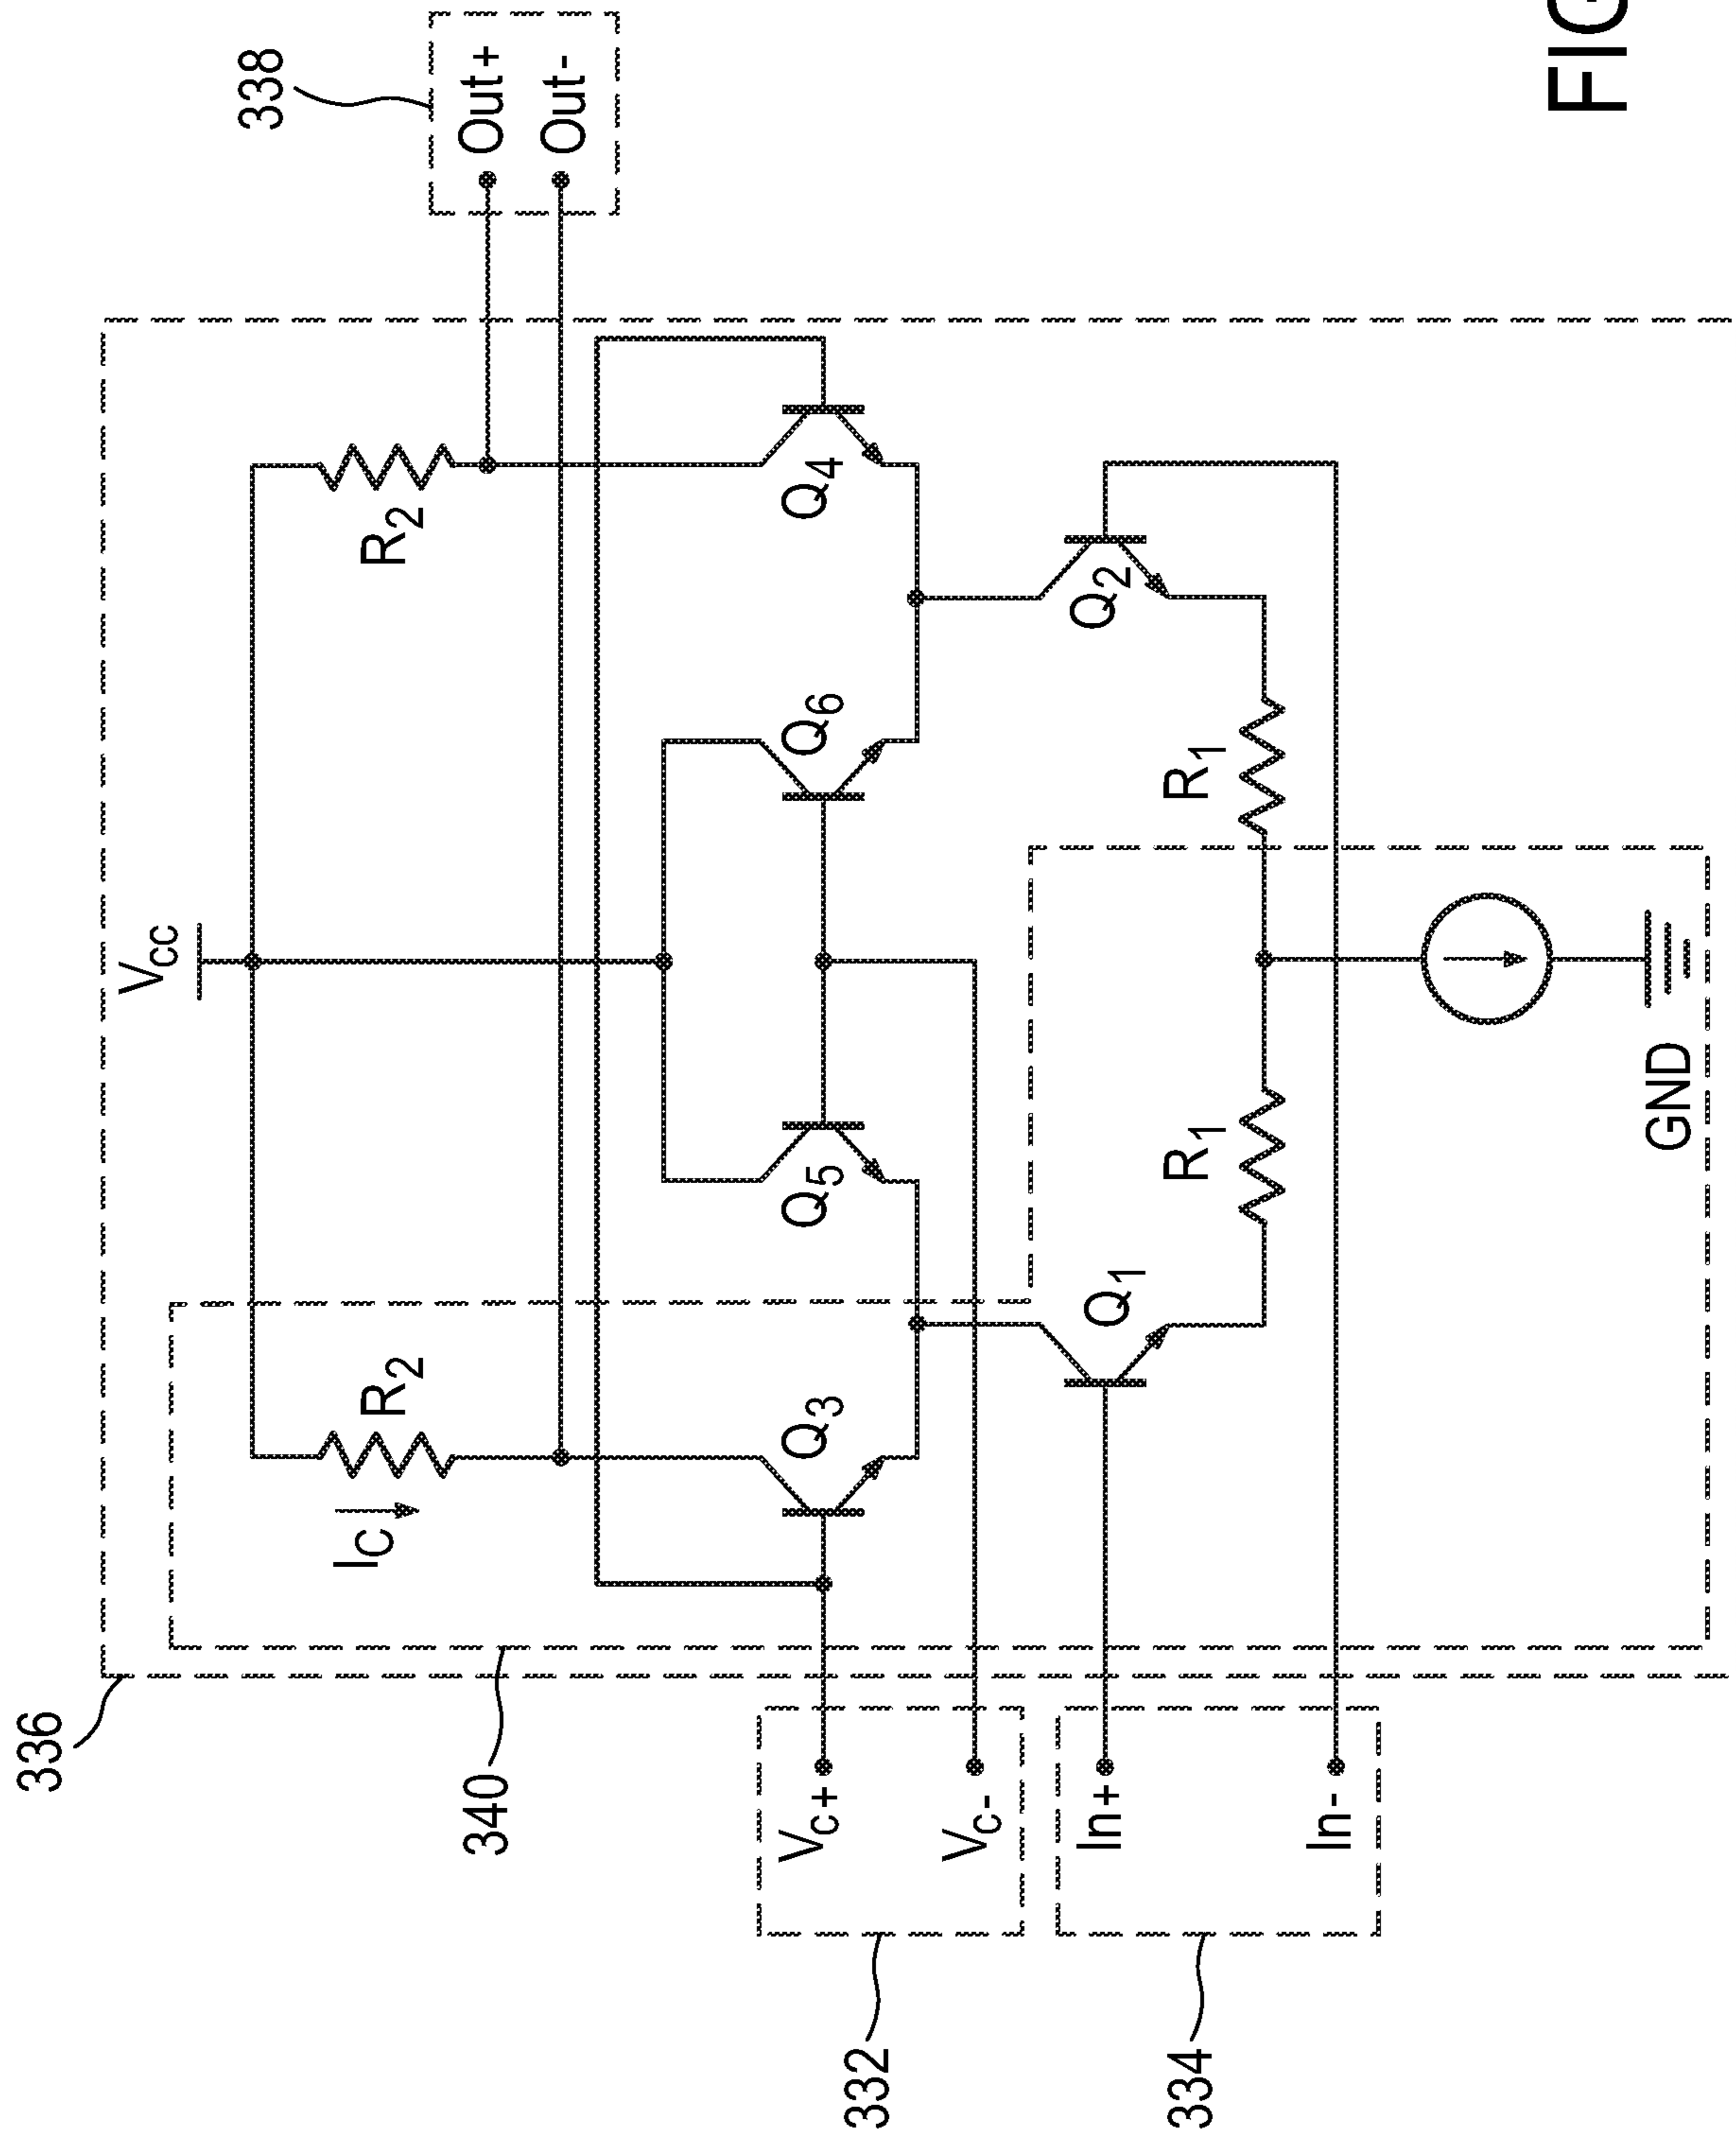 336
340
332
334
338
Vcc
IC
R2
R2
Out+
Out-
Q3
Q5
Q6
Q4
Vc+
Vc-
Q1
Q2
In+
In-
R1
R1
GND
FIG